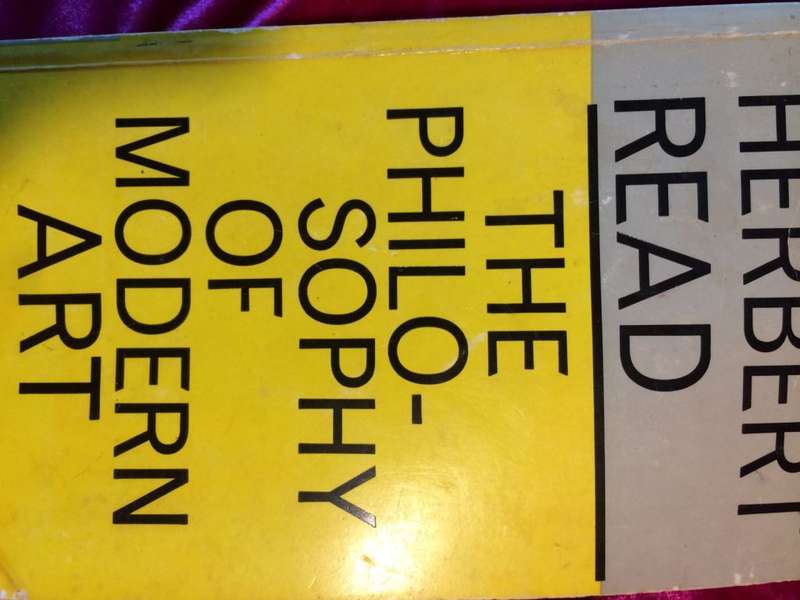 HERBERT
READ
THE
PHILO-
SOPHY
OF
MODERN
ART